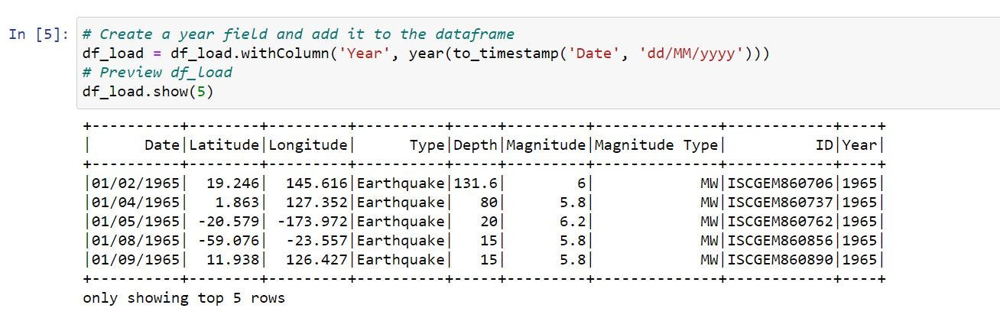 In [5]: # Create a year field and add it to the dataframe
df_load = df_load.withColumn('Year', year(to_timestamp('Date', 'dd/MM/yyyy')))
# Preview df_load
df_load.show(5)
+----------+--------+---------+----------+-----+---------+--------------+------------+----+
|      Date|Latitude|Longitude|      Type|Depth|Magnitude|Magnitude Type|          ID|Year|
+----------+--------+---------+----------+-----+---------+--------------+------------+----+
|01/02/1965|  19.246|  145.616|Earthquake|131.6|        6|            MW|ISCGEM860706|1965|
|01/04/1965|   1.863|  127.352|Earthquake|   80|      5.8|            MW|ISCGEM860737|1965|
|01/05/1965| -20.579| -173.972|Earthquake|   20|      6.2|            MW|ISCGEM860762|1965|
|01/08/1965| -59.076|  -23.557|Earthquake|   15|      5.8|            MW|ISCGEM860856|1965|
|01/09/1965|  11.938|  126.427|Earthquake|   15|      5.8|            MW|ISCGEM860890|1965|
+----------+--------+---------+----------+-----+---------+--------------+------------+----+
only showing top 5 rows